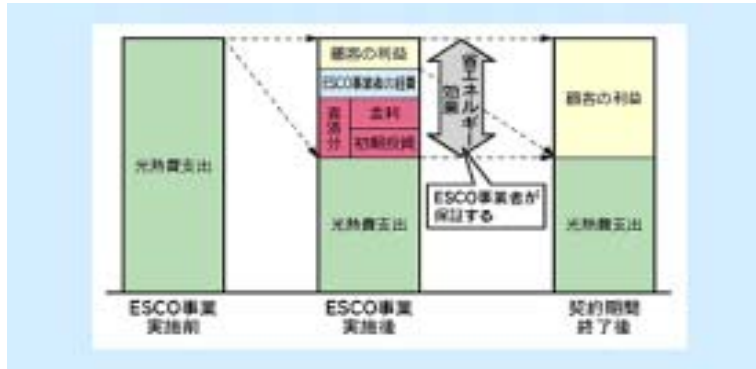 光熱費支出
ESCO事業
実施前
顧客の利益
ESCO事業者の経費
返済分
金利
初期投資
光熱費支出
ESCO事業
実施後
省エネルギー
効果
ESCO事業者が
保証する
顧客の利益
光熱費支出
契約期間
終了後